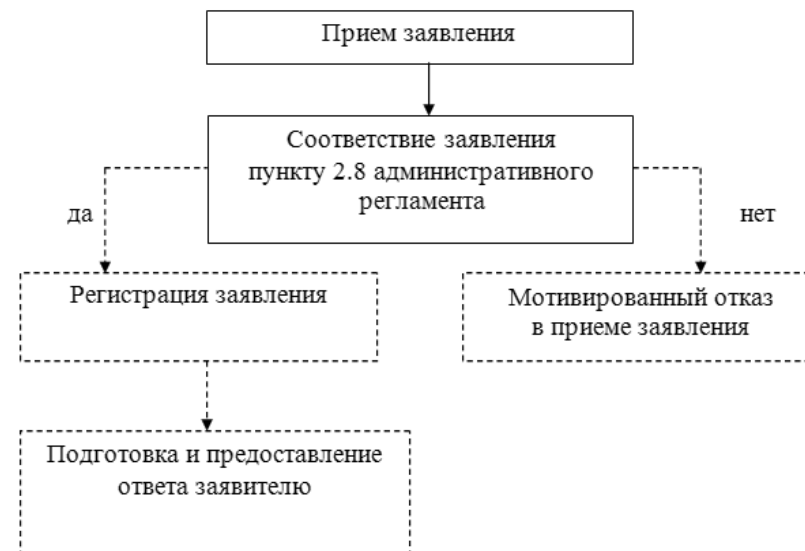 Прием заявления
Соответствие заявления
пункту 2.8 административного
регламента
да
нет
Регистрация заявления
Мотивированный отказ
в приеме заявления
Подготовка и предоставление
ответа заявителю